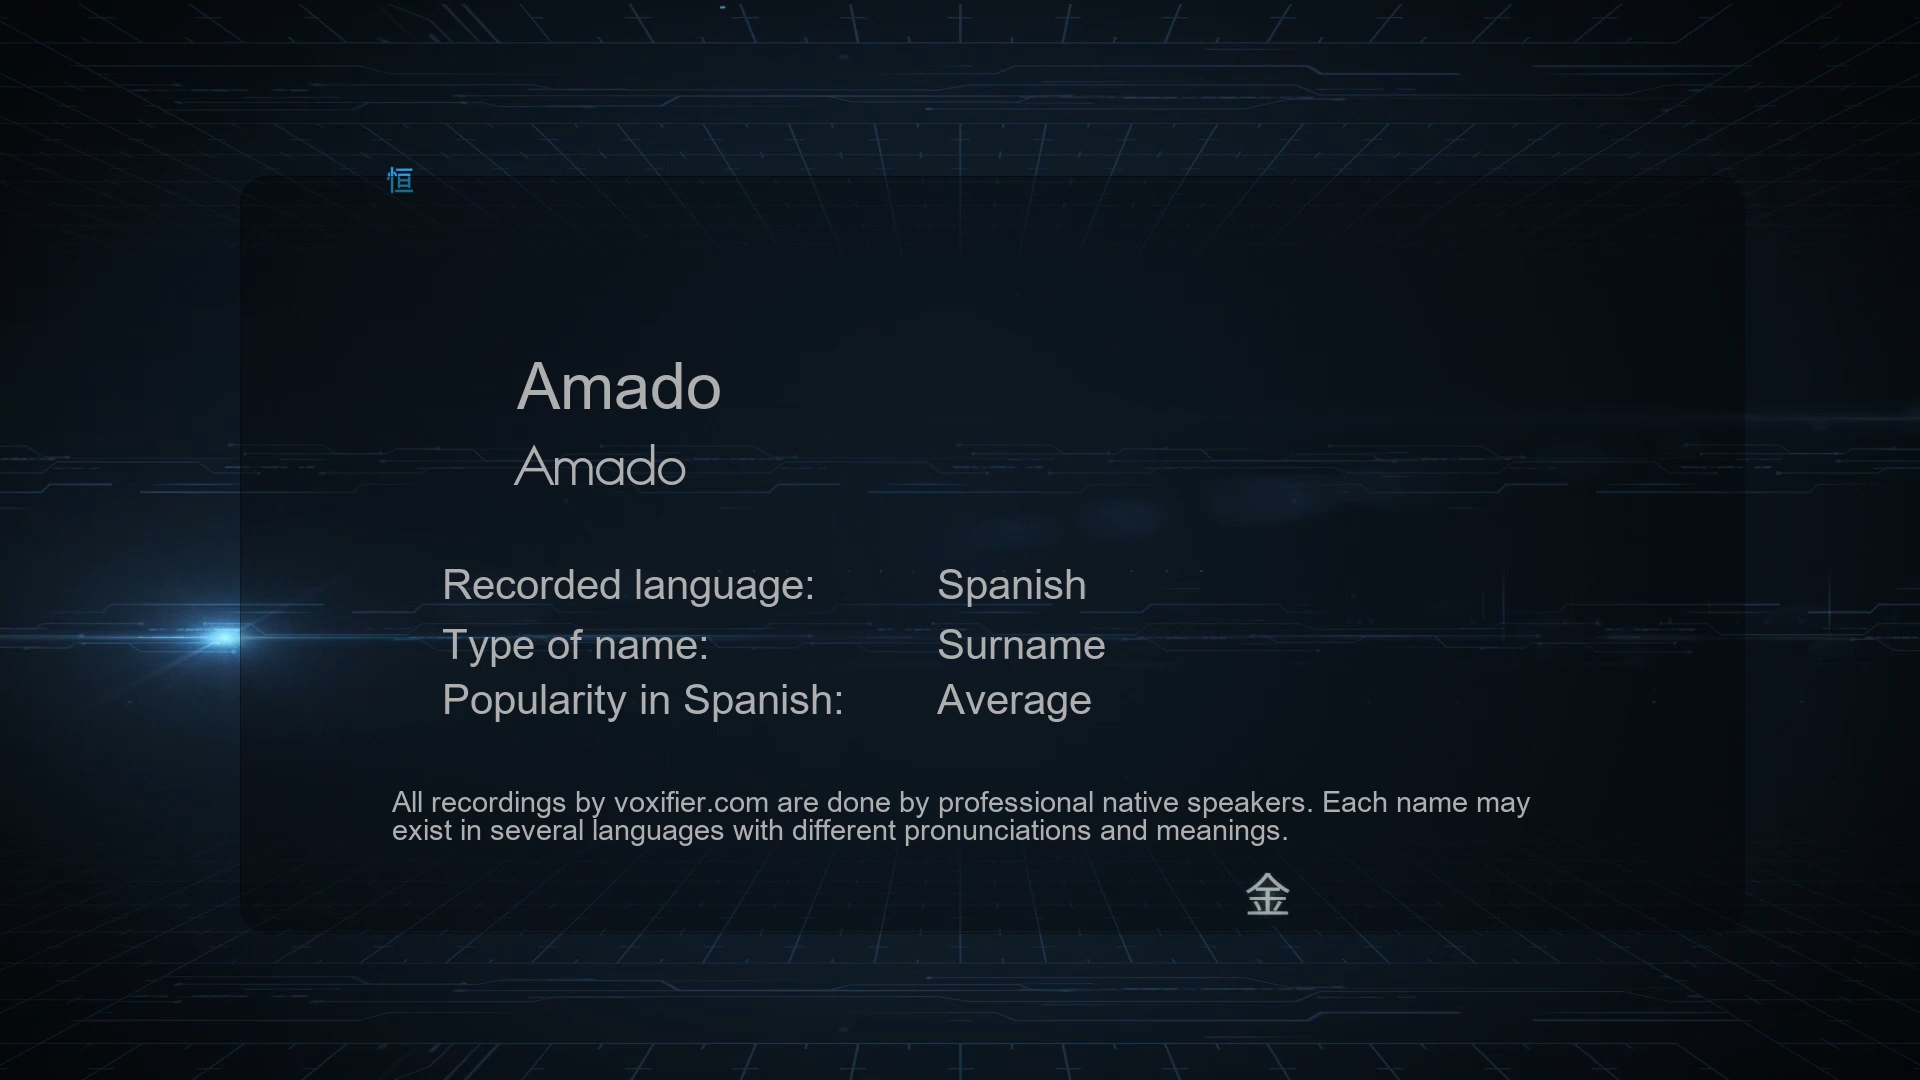 恒
Amado
Amado
Recorded language: Spanish
Type of name: Surname
Popularity in Spanish: Average
All recordings by voxifier.com are done by professional native speakers. Each name may
exist in several languages with different pronunciations and meanings.
金